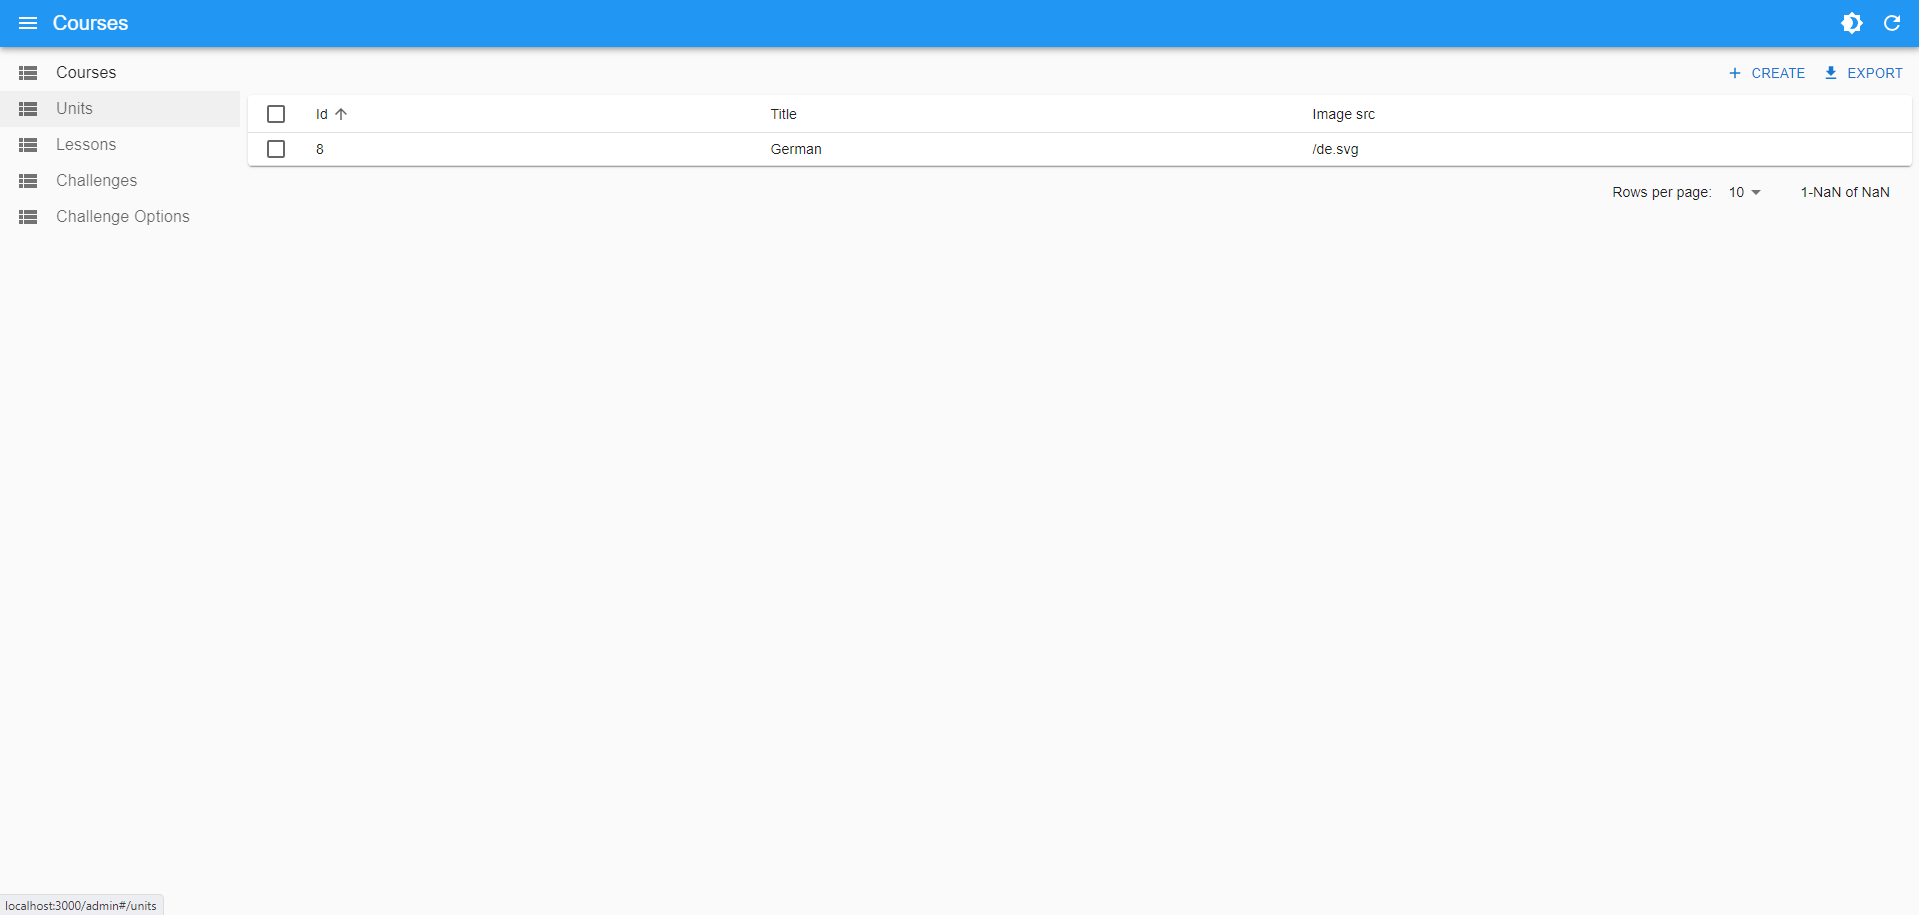 Courses
Courses
Units
Lessons
Challenges
Challenge Options
CREATE EXPORT
Id Title Image src
8 German /de.svg
Rows per page: 10 1-NaN of NaN
localhost:3000/admin#/units